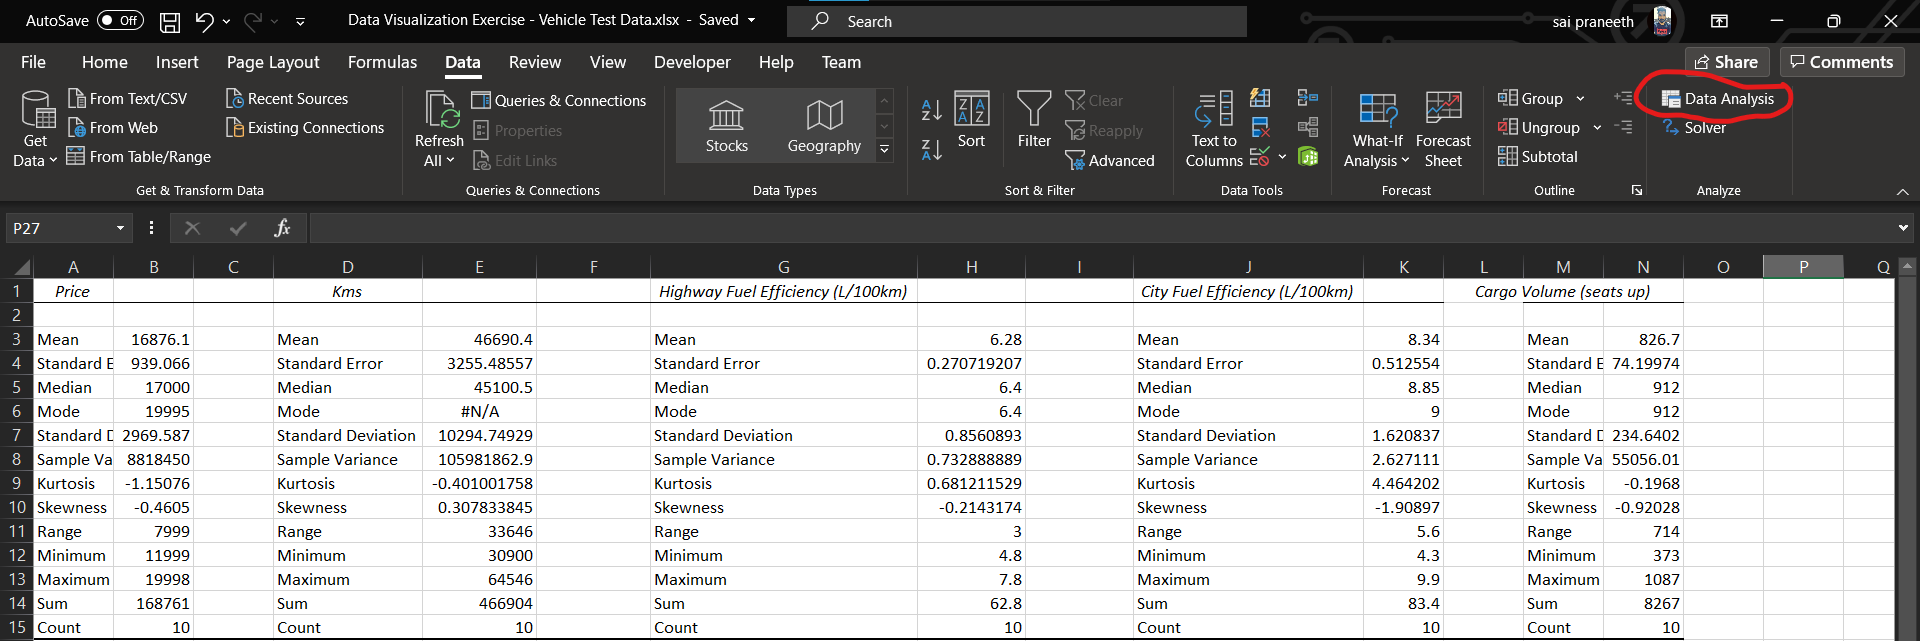 AutoSave Off Data Visualization Exercise - Vehicle Test Data.xlsx - Saved Search sai praneeth
File Home Insert Page Layout Formulas Data Review View Developer Help Team Share Comments
Get Data
From Text/CSV
From Web
From Table/Range
Recent Sources
Existing Connections
Get & Transform Data
Refresh All
Queries & Connections
Properties
Edit Links
Queries & Connections
Stocks Geography
Data Types
Sort
Filter
Clear
Reapply
Advanced
Sort & Filter
Text to Columns
Data Tools
What-If Analysis
Forecast Sheet
Forecast
Group
Ungroup
Subtotal
Outline
Data Analysis
Solver
Analyze
P27 fx
A B C D E F G H I J K L M N O P Q
1 Price Kms Highway Fuel Efficiency (L/100km) City Fuel Efficiency (L/100km) Cargo Volume (seats up)
2
3 Mean 16876.1 Mean 46690.4 Mean 6.28 Mean 8.34 Mean 826.7
4 Standard E 939.066 Standard Error 3255.48557 Standard Error 0.270719207 Standard Error 0.512554 Standard E 74.19974
5 Median 17000 Median 45100.5 Median 6.4 Median 8.85 Median 912
6 Mode 19995 Mode #N/A Mode 6.4 Mode 9 Mode 912
7 Standard D 2969.587 Standard Deviation 10294.74929 Standard Deviation 0.8560893 Standard Deviation 1.620837 Standard D 234.6402
8 Sample Va 8818450 Sample Variance 105981862.9 Sample Variance 0.732888889 Sample Variance 2.627111 Sample Va 55056.01
9 Kurtosis -1.15076 Kurtosis -0.401001758 Kurtosis 0.681211529 Kurtosis 4.464202 Kurtosis -0.1968
10 Skewness -0.4605 Skewness 0.307833845 Skewness -0.2143174 Skewness -1.90897 Skewness -0.92028
11 Range 7999 Range 33646 Range 3 Range 5.6 Range 714
12 Minimum 11999 Minimum 30900 Minimum 4.8 Minimum 4.3 Minimum 373
13 Maximum 19998 Maximum 64546 Maximum 7.8 Maximum 9.9 Maximum 1087
14 Sum 168761 Sum 466904 Sum 62.8 Sum 83.4 Sum 8267
15 Count 10 Count 10 Count 10 Count 10 Count 10